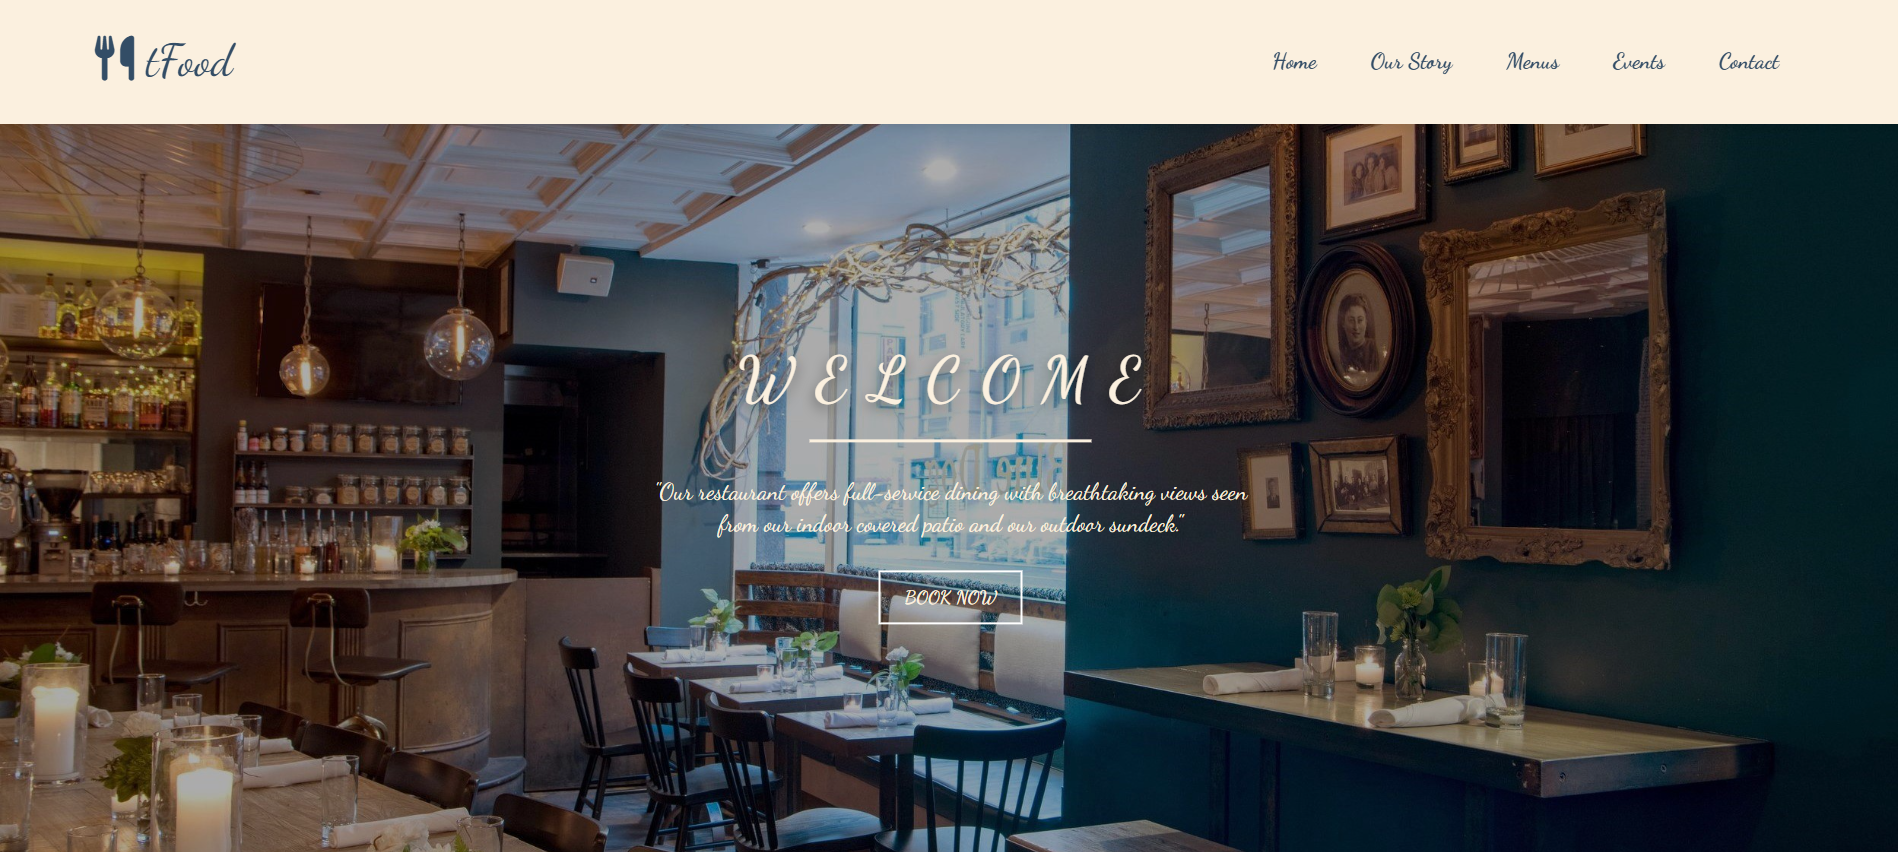 tFood
Home Our Story Menus Events Contact
WELCOME
"Our restaurant offers full-service dining with breathtaking views seen
from our indoor covered patio and our outdoor sundeck."
BOOK NOW